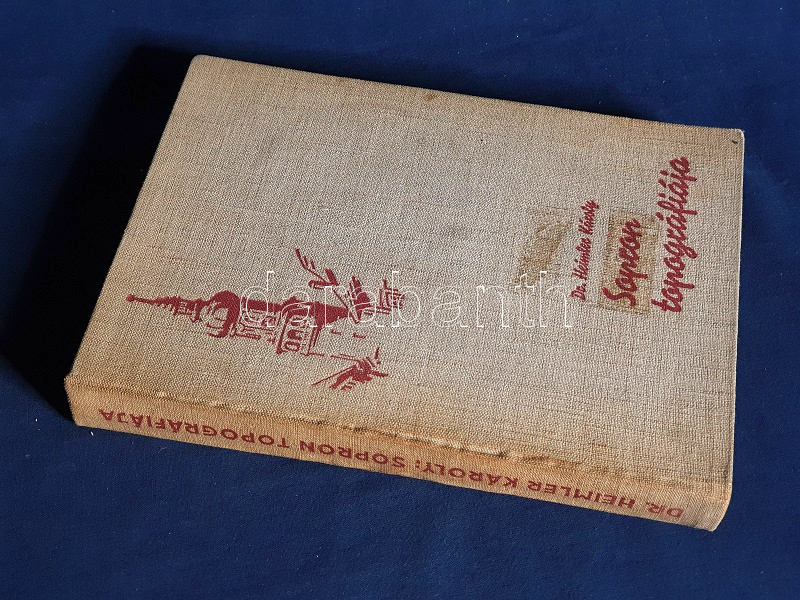 Dr. Heimler Károly
Sopron
topográfiája
DR. HEIMLER KÁROLY: SOPRON TOPOGRÁFIÁJA
darabanth